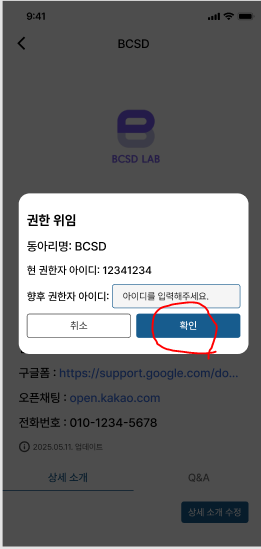 9:41
BCSD
BCSD LAB
권한 위임
동아리명: BCSD
현 권한자 아이디: 12341234
향후 권한자 아이디: 아이디를 입력해주세요.
취소 확인
구글폼 : https://support.google.com/do...
오픈채팅 : open.kakao.com
전화번호 : 010-1234-5678
2025.05.11. 업데이트
상세 소개 Q&A
상세 소개 수정